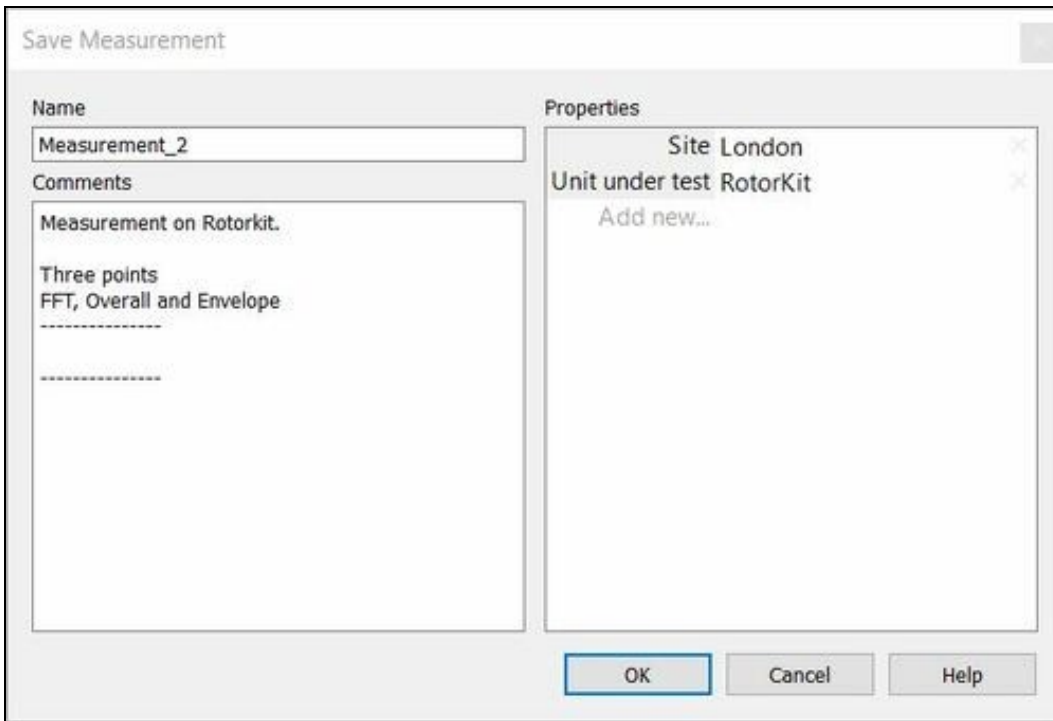 Save Measurement
Name
Measurement_2
Comments
Measurement on Rotorkit.
Three points
FFT, Overall and Envelope
---------------
---------------
Properties
Site London
Unit under test RotorKit
Add new...
OK
Cancel
Help